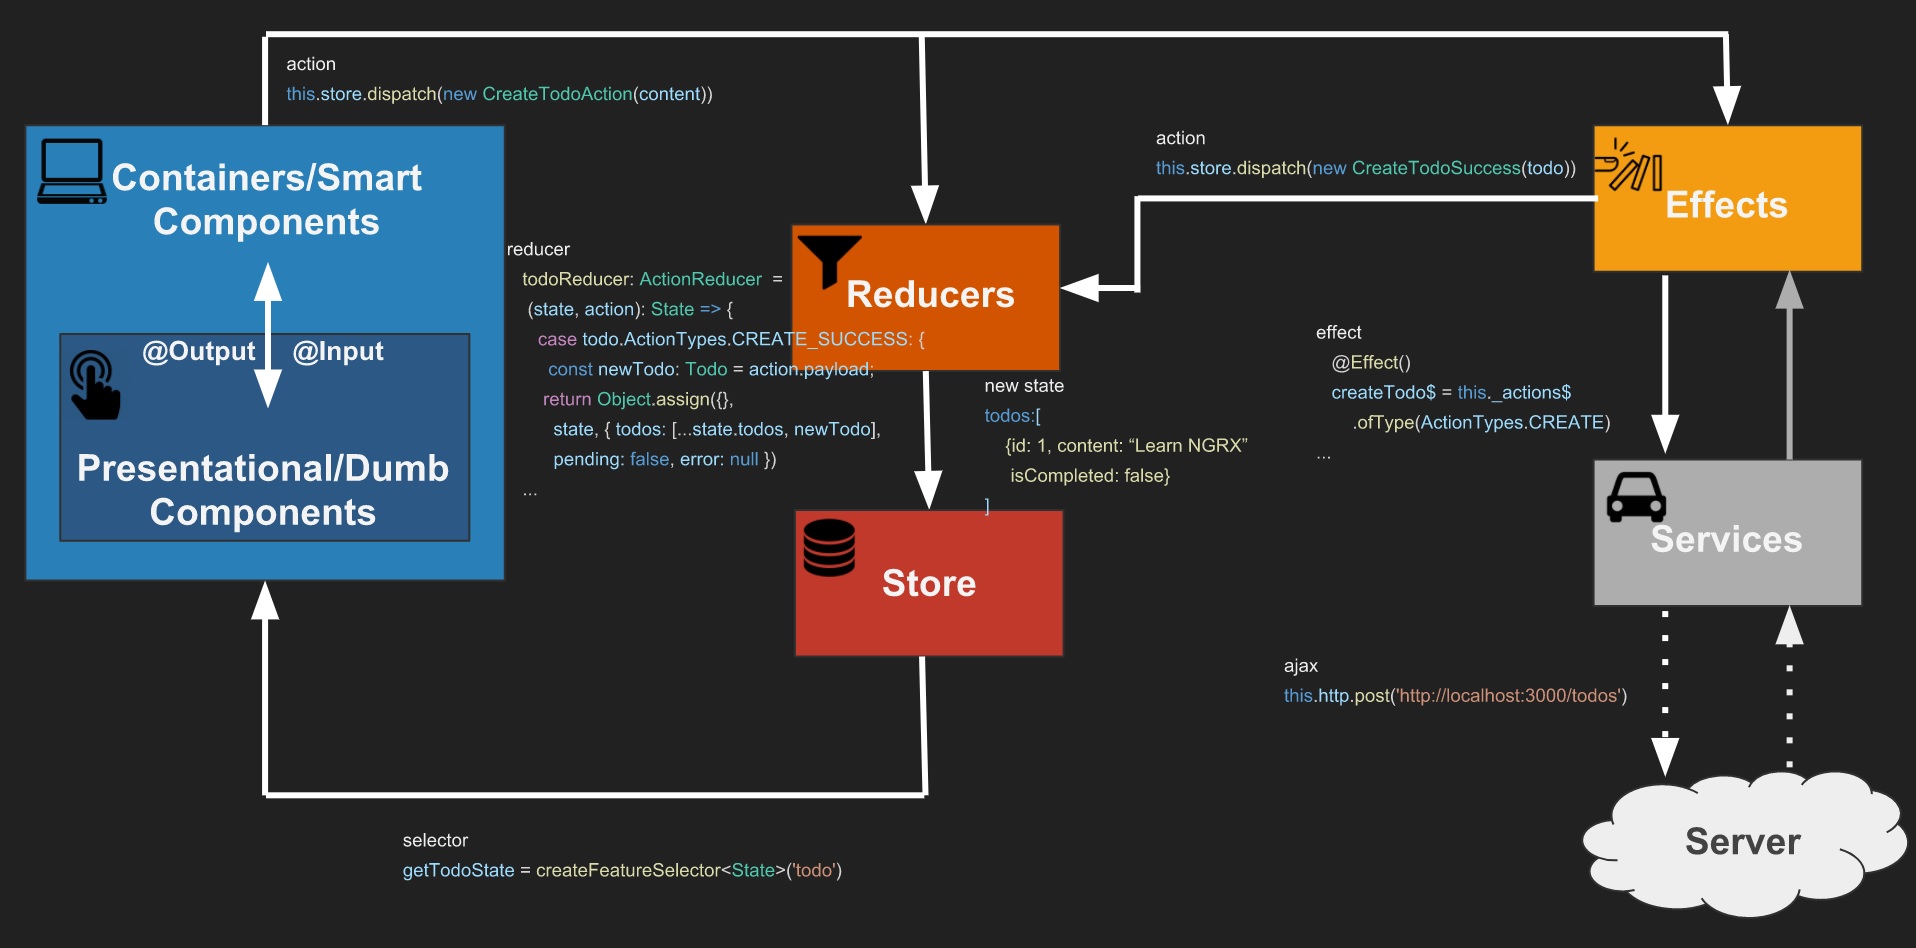 action
this.store.dispatch(new CreateTodoAction(content))
Containers/Smart
Components
@Output @Input
Presentational/Dumb
Components
reducer
todoReducer: ActionReducer =
(state, action): State => {
case todo.ActionTypes.CREATE_SUCCESS: {
const newTodo: Todo = action.payload;
return Object.assign({},
state, { todos: [...state.todos, newTodo],
pending: false, error: null })
...
Reducers
new state
todos:[
{id: 1, content: “Learn NGRX”
isCompleted: false}
]
Store
action
this.store.dispatch(new CreateTodoSuccess(todo))
Effects
effect
@Effect()
createTodo$ = this._actions$
.ofType(ActionTypes.CREATE)
...
Services
ajax
this.http.post('http://localhost:3000/todos')
Server
selector
getTodoState = createFeatureSelector<State>('todo')